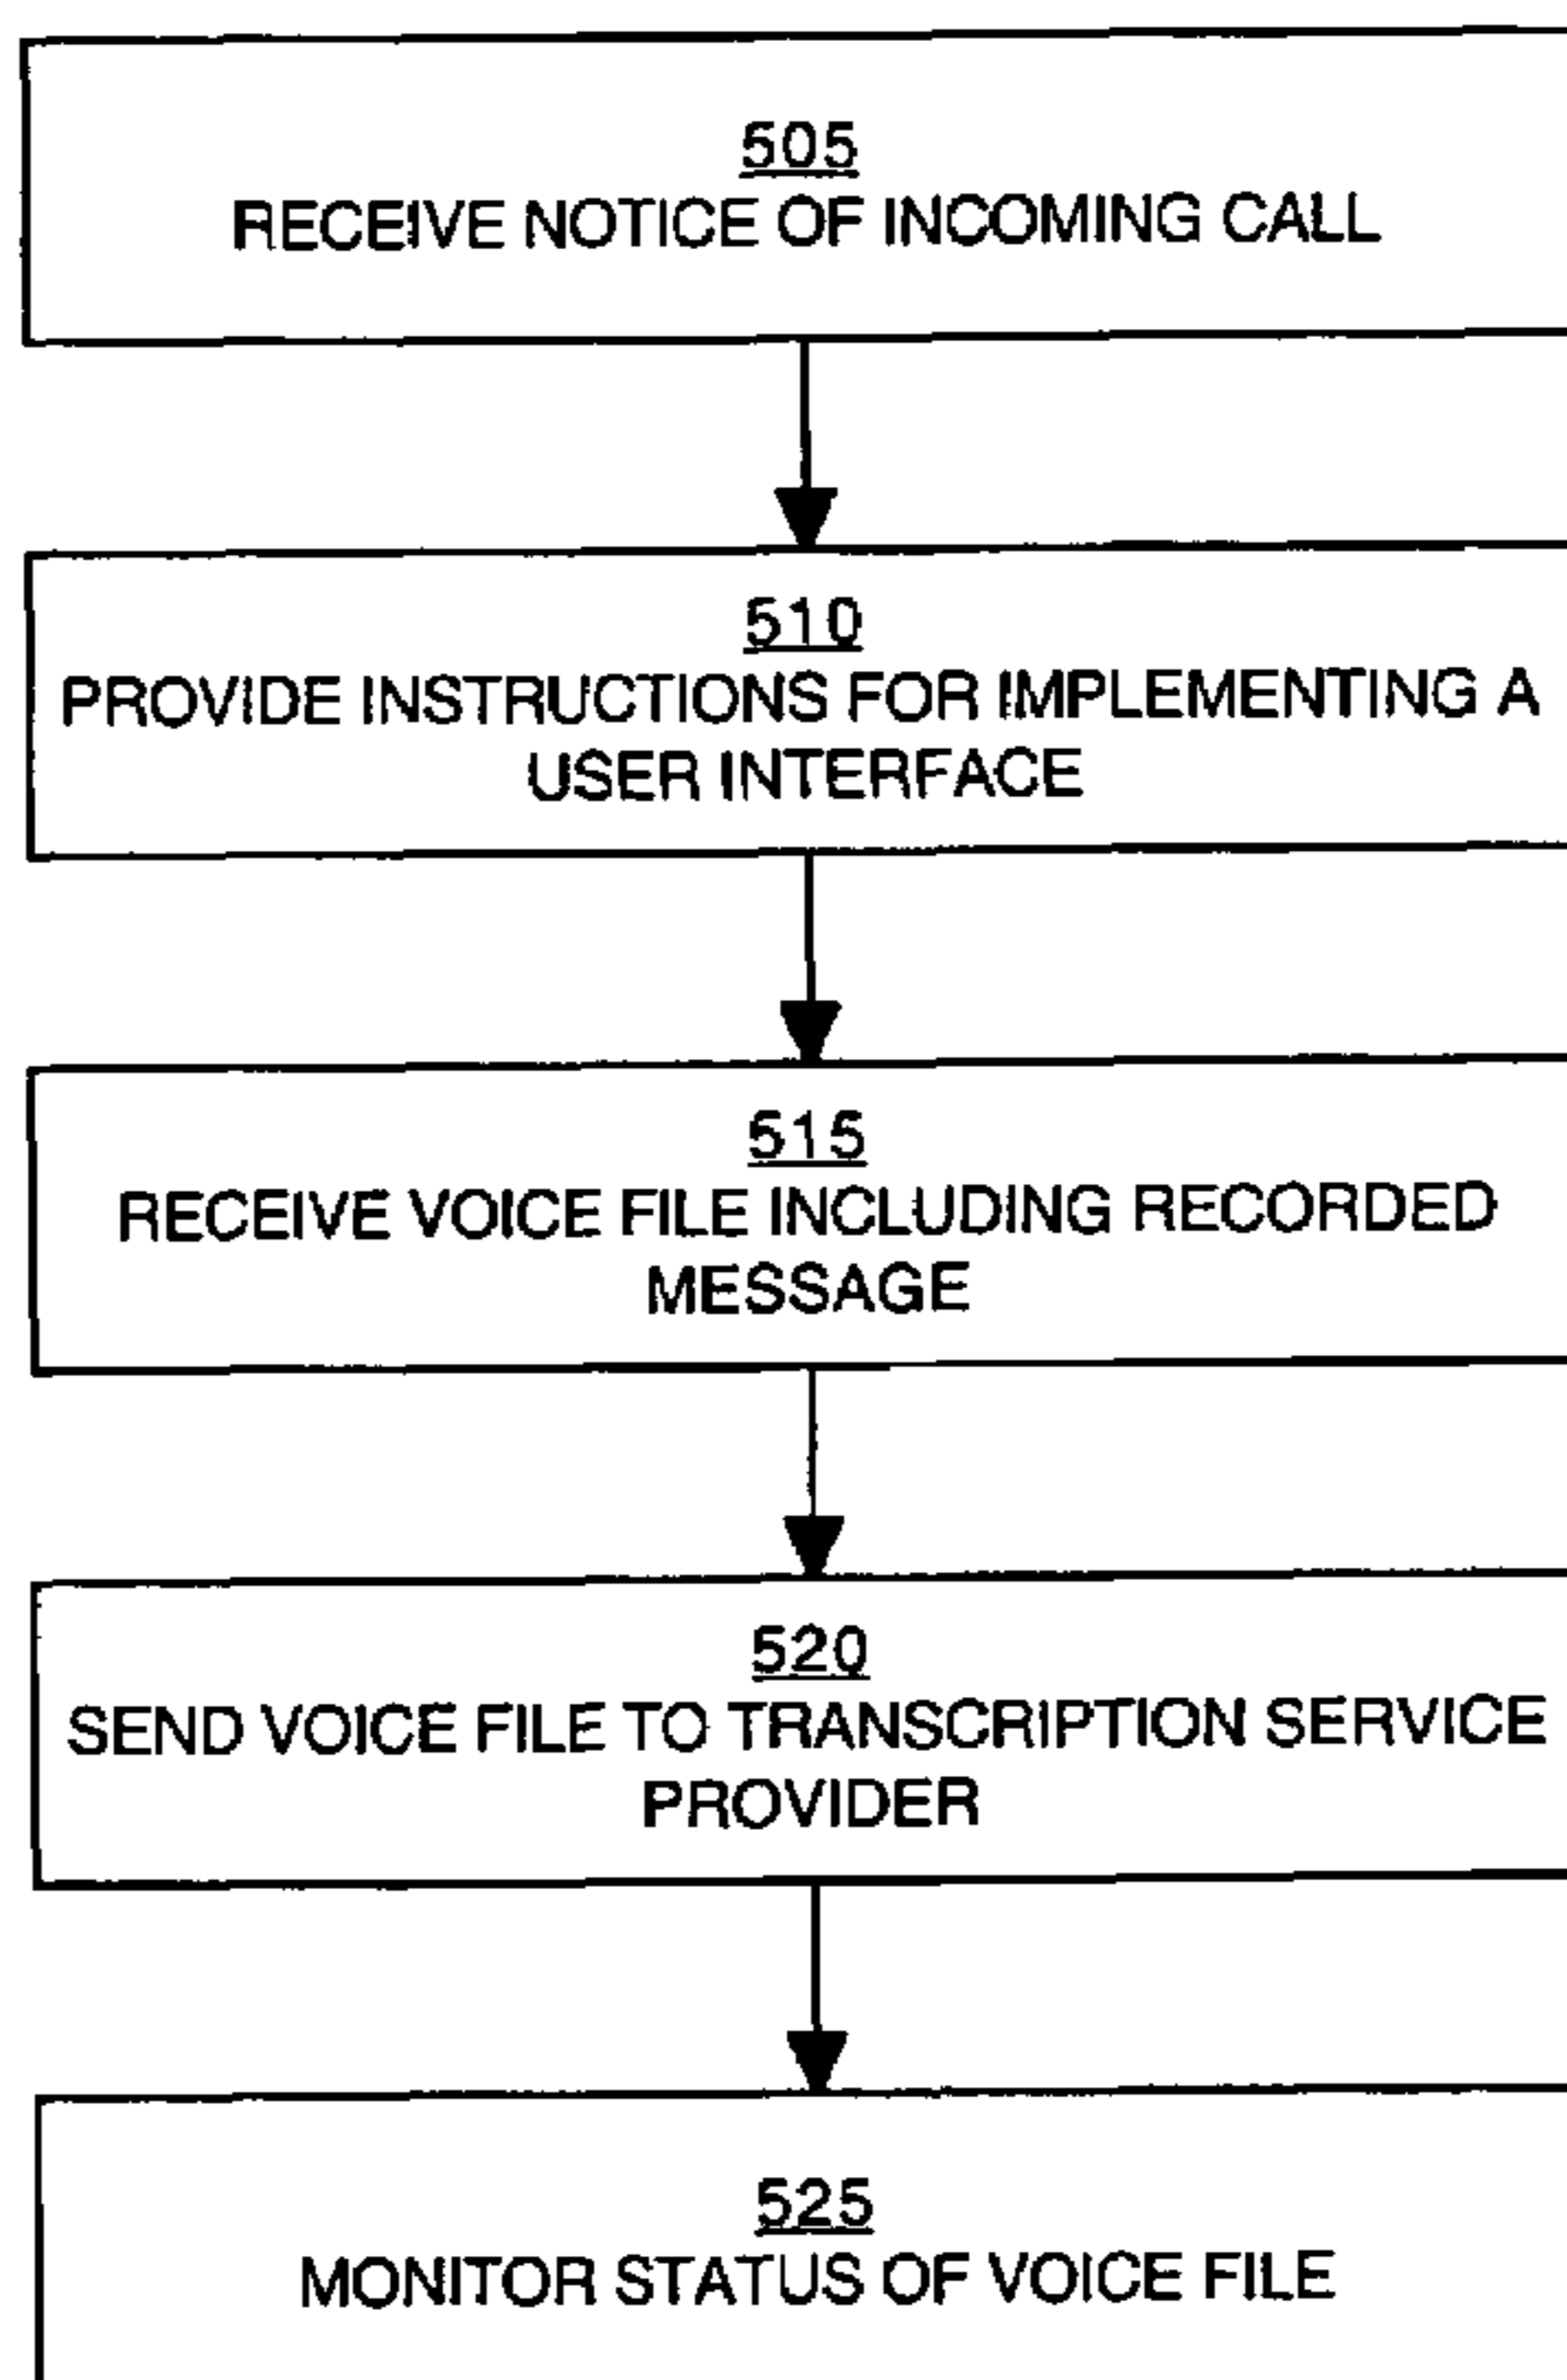 505
RECEIVE NOTICE OF INCOMING CALL
510
PROVIDE INSTRUCTIONS FOR IMPLEMENTING A
USER INTERFACE
515
RECEIVE VOICE FILE INCLUDING RECORDED
MESSAGE
520
SEND VOICE FILE TO TRANSCRIPTION SERVICE
PROVIDER
525
MONITOR STATUS OF VOICE FILE